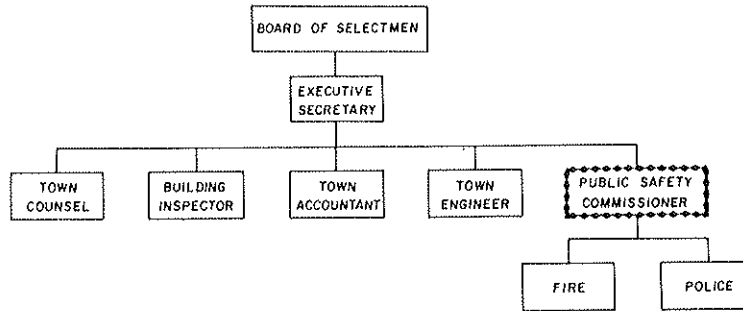 BOARD OF SELECTMEN
EXECUTIVE
SECRETARY
TOWN
COUNSEL
BUILDING
INSPECTOR
TOWN
ACCOUNTANT
TOWN
ENGINEER
PUBLIC SAFETY
COMMISSIONER
FIRE
POLICE